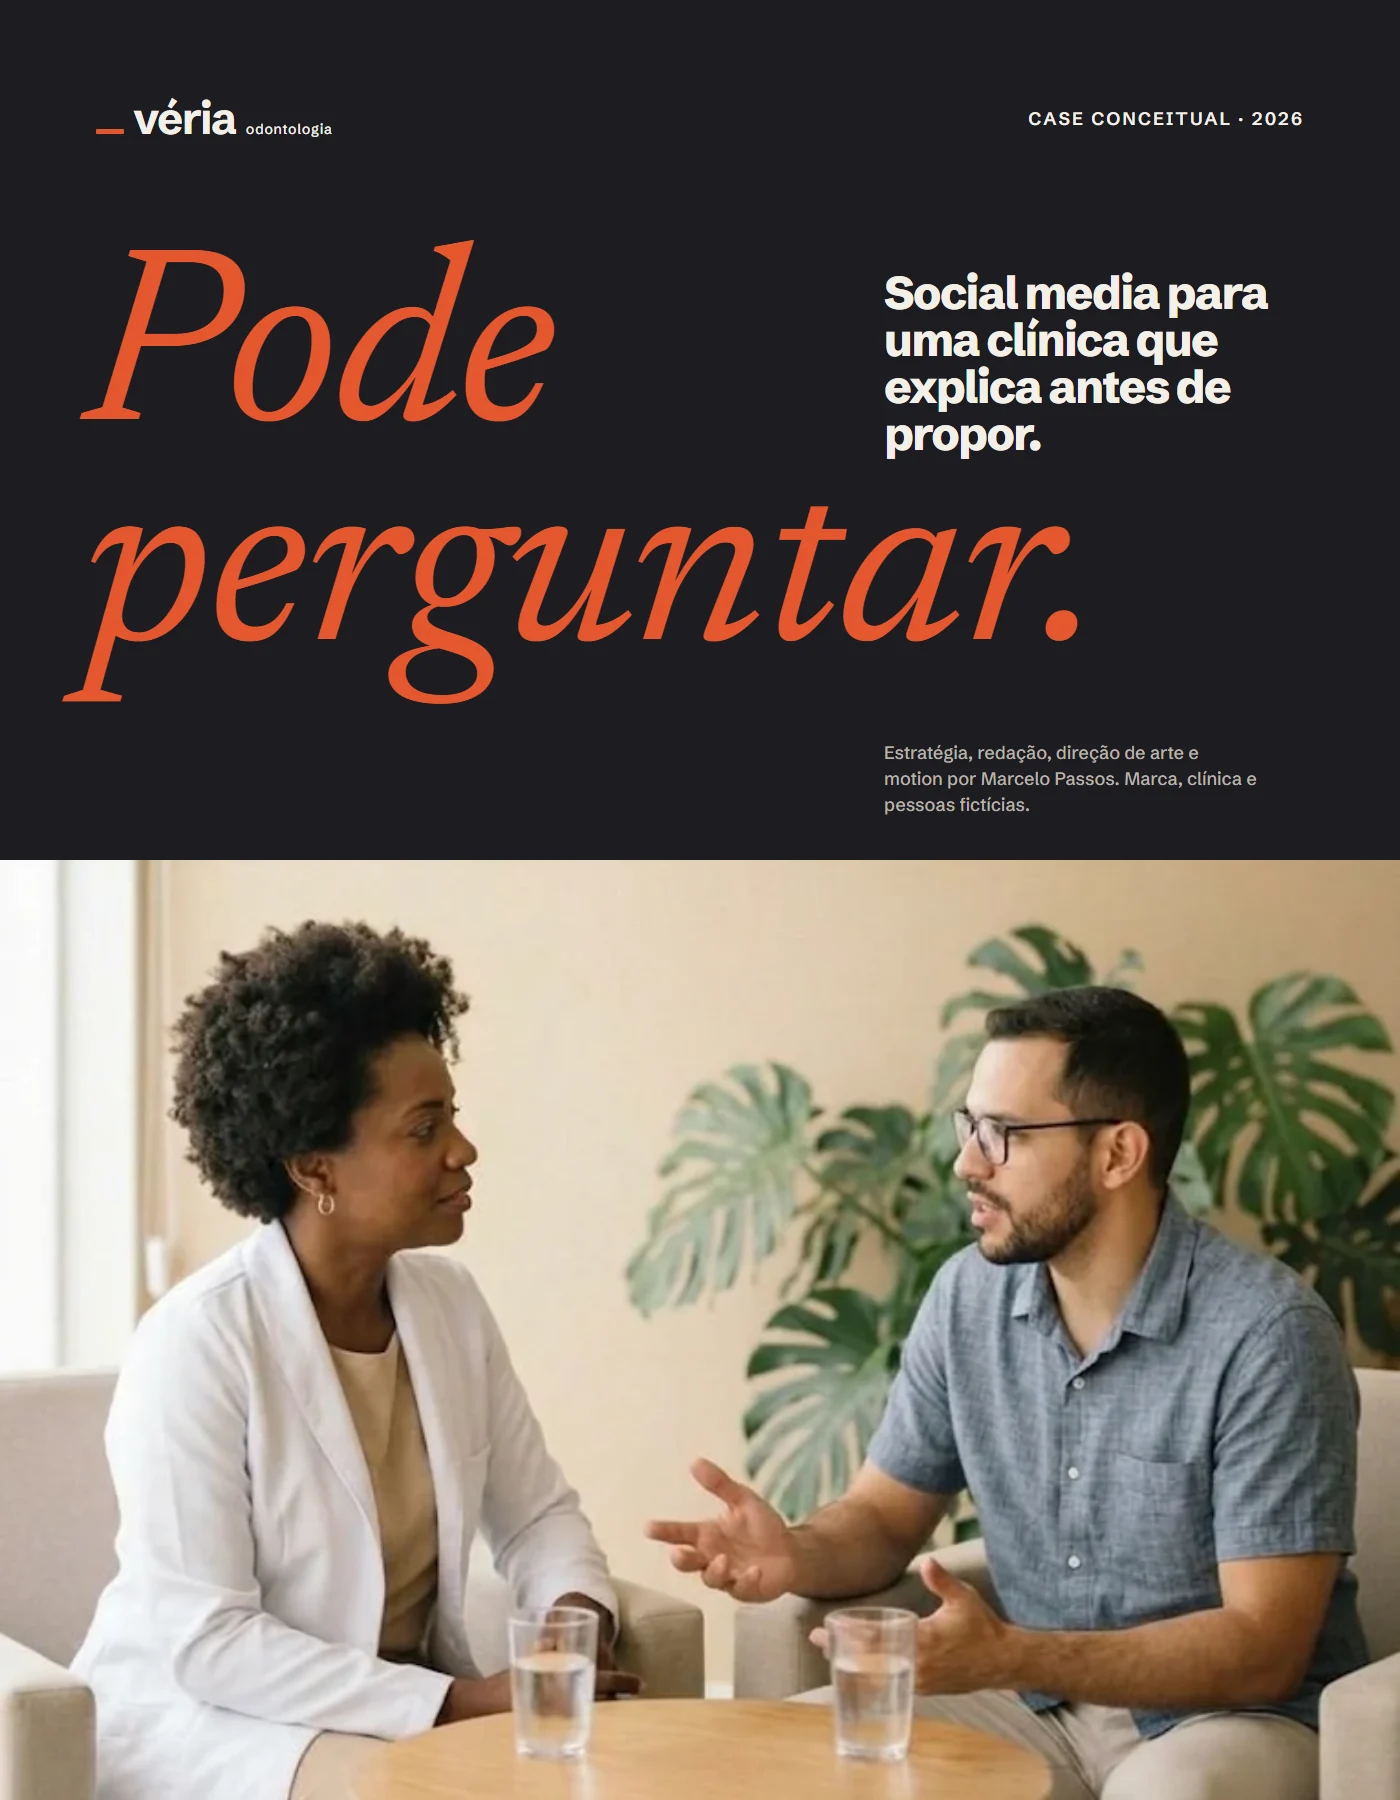 véria odontologia
CASE CONCEITUAL · 2026
Pode
perguntar.
Social media para
uma clínica que
explica antes de
propor.
Estratégia, redação, direção de arte e
motion por Marcelo Passos. Marca, clínica e
pessoas fictícias.